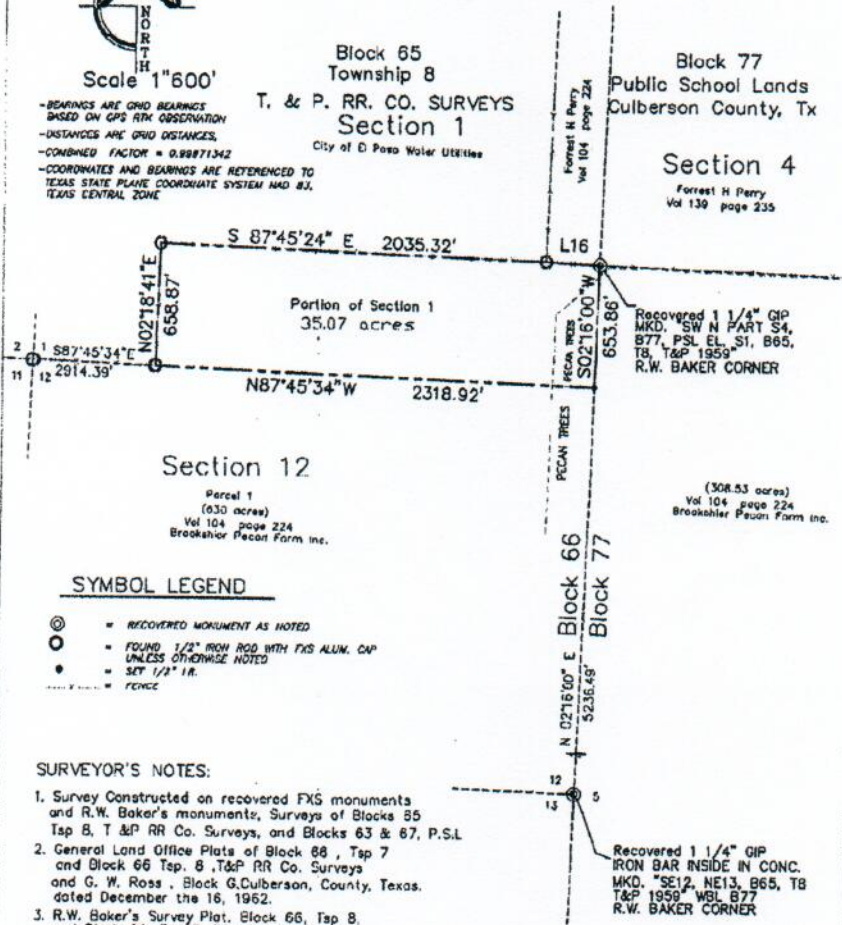 NORTH
Scale 1"600'
-BEARINGS ARE GRID BEARINGS
BASED ON GPS RTK OBSERVATION
-DISTANCES ARE GRID DISTANCES,
-COMBINED FACTOR = 0.99871342
-COORDINATES AND BEARINGS ARE REFERENCED TO
TEXAS STATE PLANE COORDINATE SYSTEM NAD 83,
TEXAS CENTRAL ZONE
Block 65
Township 8
T. & P. RR. CO. SURVEYS
Section 1
City of El Paso Water Utilities
Forrest H Perry
Vol 104 page 224
Block 77
Public School Lands
Culberson County, Tx
Section 4
Forrest H Perry
Vol 139 page 235
S 87°45'24" E 2035.32'
L16
N02°18'41"E
658.87'
Portion of Section 1
35.07 acres
PECAN TREES
S02°16'00"W
653.86'
Recovered 1 1/4" GIP
MKD. "SW N PART S4,
B77, PSL EL, S1, B65,
T8, T&P 1959"
R.W. BAKER CORNER
2 1
11 12
S87°45'34"E
2914.39'
N87°45'34"W 2318.92'
PECAN TREES
Section 12
Parcel 1
(630 acres)
Vol 104 page 224
Brookshier Pecan Farm Inc.
(308.53 acres)
Vol 104 page 224
Brookshier Pecan Farm Inc.
Block 66
Block 77
N 02°16'00" E
5236.49'
SYMBOL LEGEND
= RECOVERED MONUMENT AS NOTED
= FOUND 1/2" IRON ROD WITH FXS ALUM. CAP
UNLESS OTHERWISE NOTED
= SET 1/2" I.R.
= FENCE
12
13 5
Recovered 1 1/4" GIP
IRON BAR INSIDE IN CONC.
MKD. "SE12, NE13, B65, T8
T&P 1959" WBL B77
R.W. BAKER CORNER
SURVEYOR'S NOTES:
1. Survey Constructed on recovered FXS monuments
and R.W. Baker's monuments, Surveys of Blocks 65
Tsp 8, T &P RR Co. Surveys, and Blocks 63 & 67, P.S.L
2. General Land Office Plats of Block 66 , Tsp 7
and Block 66 Tsp. 8 ,T&P RR Co. Surveys
and G. W. Ross , Block G,Culberson, County, Texas.
dated December the 16, 1962.
3. R.W. Baker's Survey Plat. Block 66, Tsp 8,